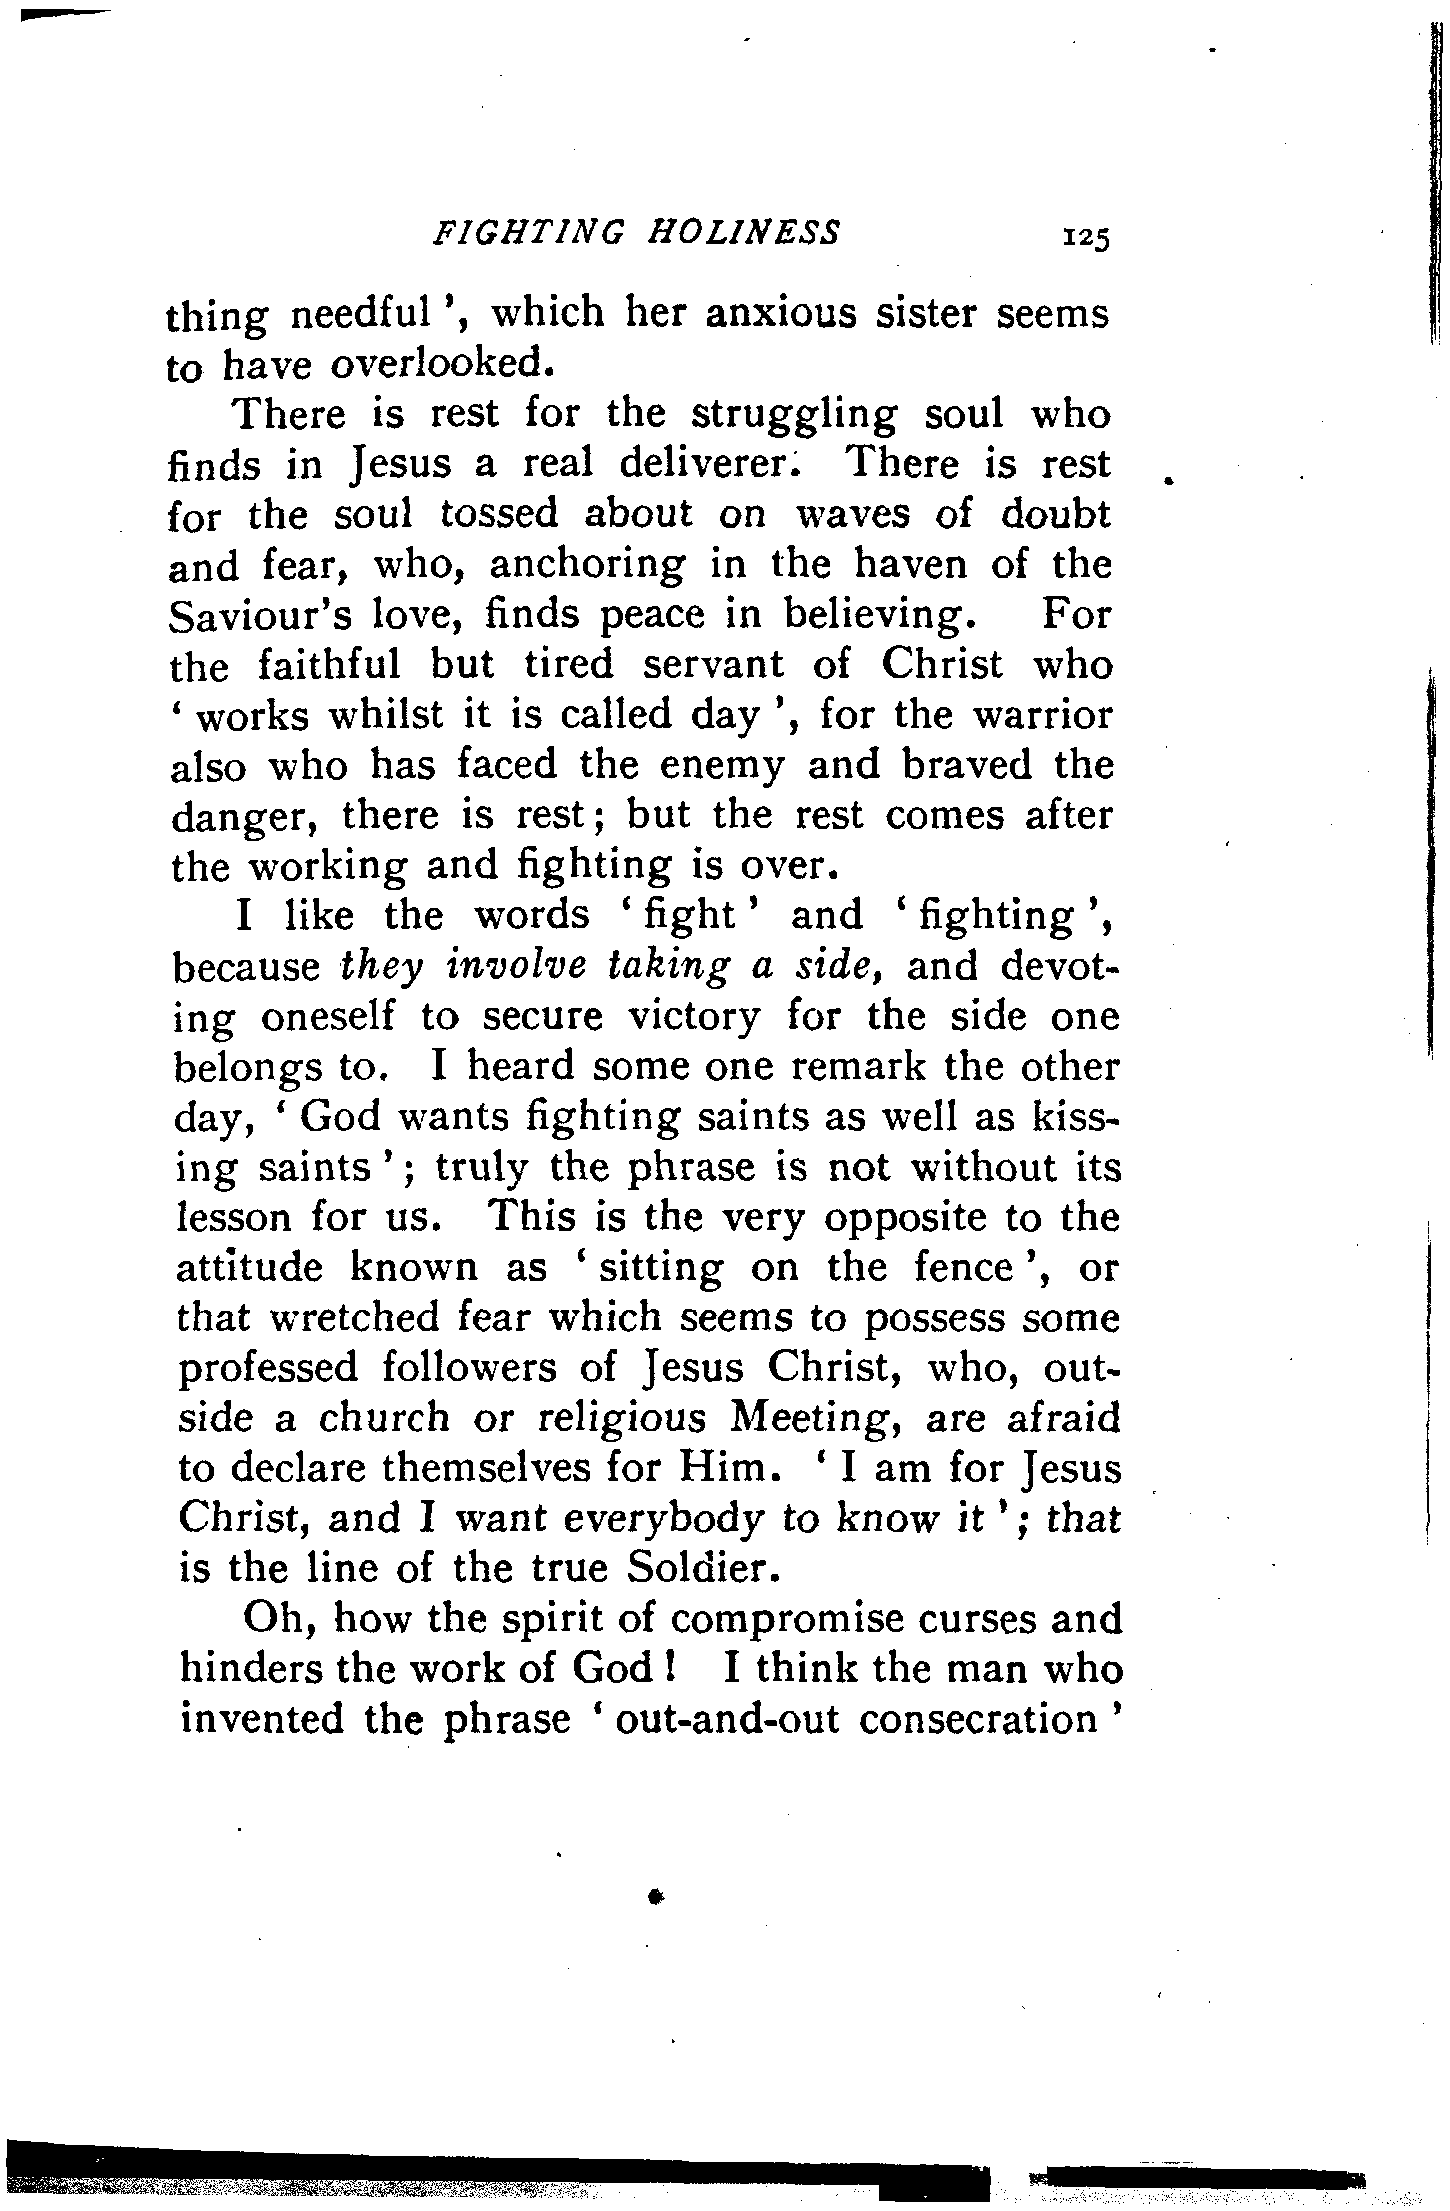 FIGHTING HOLINESS 125
thing needful ', which her anxious sister seems
to have overlooked.
There is rest for the struggling soul who
finds in Jesus a real deliverer. There is rest
for the soul tossed about on waves of doubt
and fear, who, anchoring in the haven of the
Saviour's love, finds peace in believing. For
the faithful but tired servant of Christ who
' works whilst it is called day ', for the warrior
also who has faced the enemy and braved the
danger, there is rest; but the rest comes after
the working and fighting is over.
I like the words ' fight ' and ' fighting ',
because they involve taking a side, and devot-
ing oneself to secure victory for the side one
belongs to. I heard some one remark the other
day, ' God wants fighting saints as well as kiss-
ing saints '; truly the phrase is not without its
lesson for us. This is the very opposite to the
attitude known as ' sitting on the fence ', or
that wretched fear which seems to possess some
professed followers of Jesus Christ, who, out-
side a church or religious Meeting, are afraid
to declare themselves for Him. ' I am for Jesus
Christ, and I want everybody to know it '; that
is the line of the true Soldier.
Oh, how the spirit of compromise curses and
hinders the work of God ! I think the man who
invented the phrase ' out-and-out consecration '